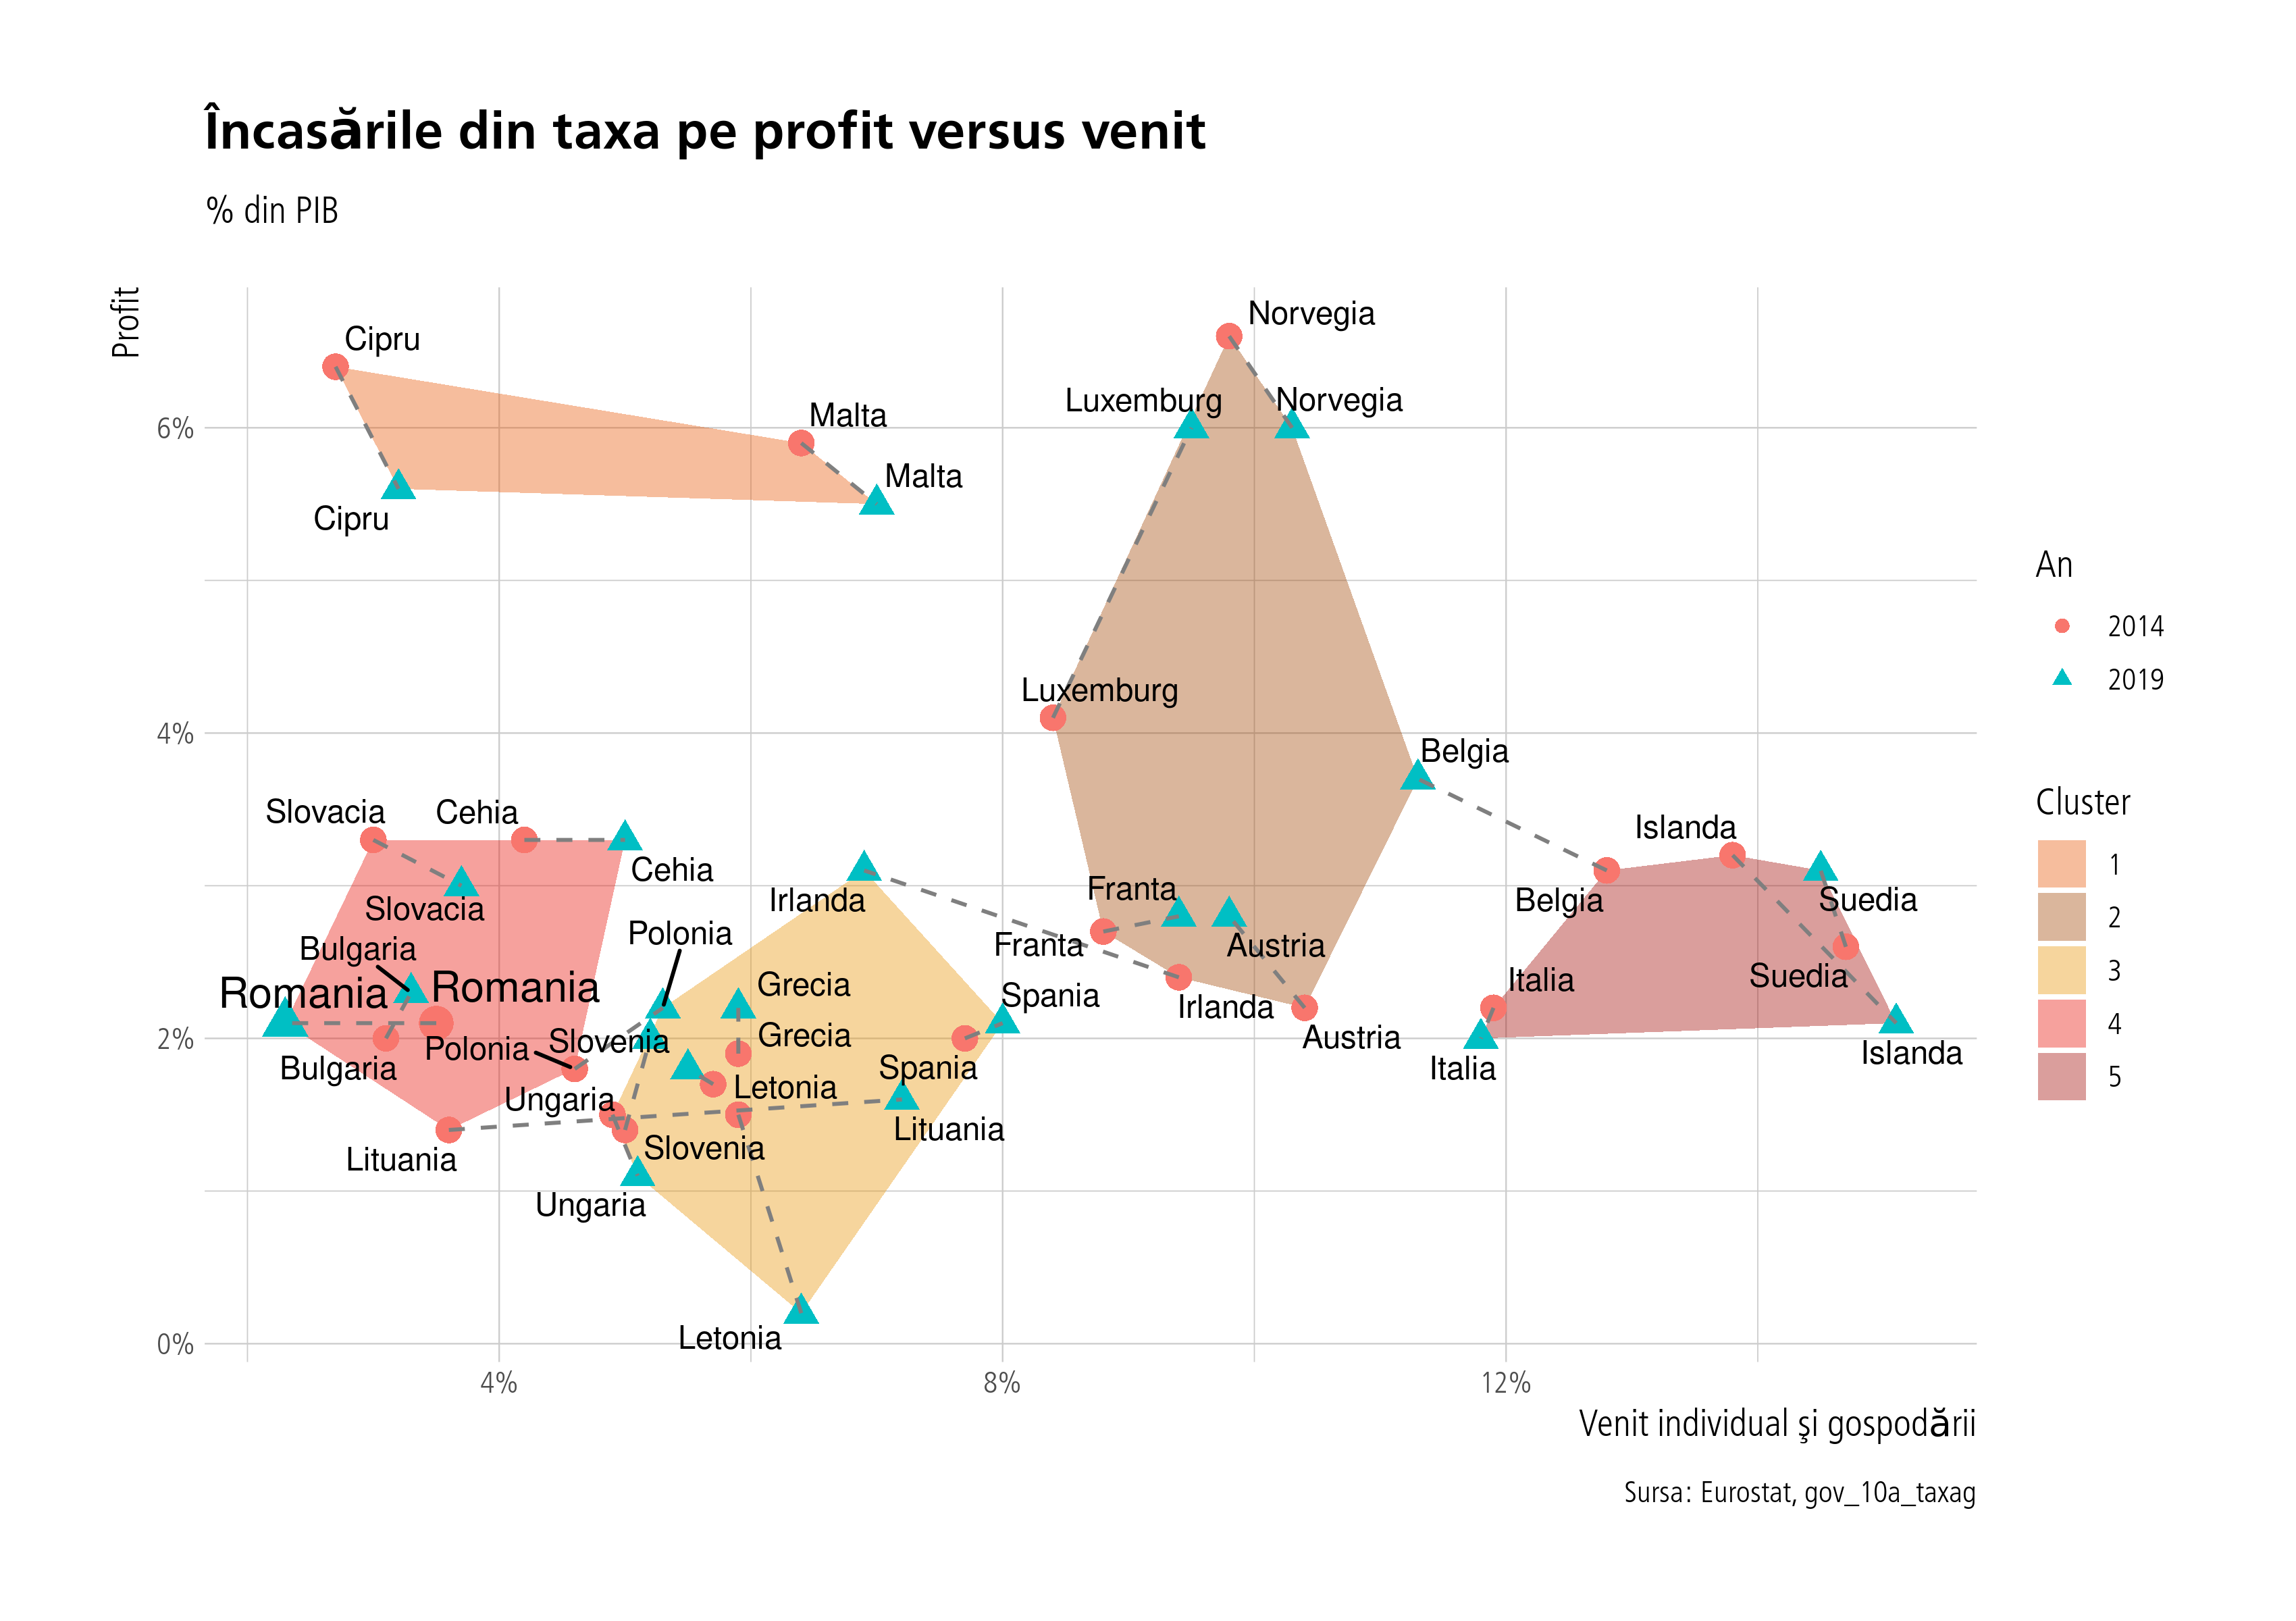 Încasările din taxa pe profit versus venit
% din PIB
Profit
Norvegia
Cipru
Luxemburg
Norvegia
Malta
6%
Malta
Cipru
An
2014
2019
Luxemburg
4%
Belgia
Cluster
Slovacia
Cehia
Islanda
1
Cehia
Irlanda
Franta
Belgia
Suedia
2
Slovacia
Polonia
Bulgaria
Franta
Austria
3
Romania
Romania
Grecia
Spania
Irlanda
Italia
Suedia
4
2%
Polonia
Slovenia
Grecia
Austria
Islanda
Bulgaria
Spania
Italia
5
Ungaria
Letonia
Lituania
Lituania
Slovenia
Ungaria
Letonia
0%
4%
8%
12%
Venit individual şi gospodării
Sursa: Eurostat, gov_10a_taxag